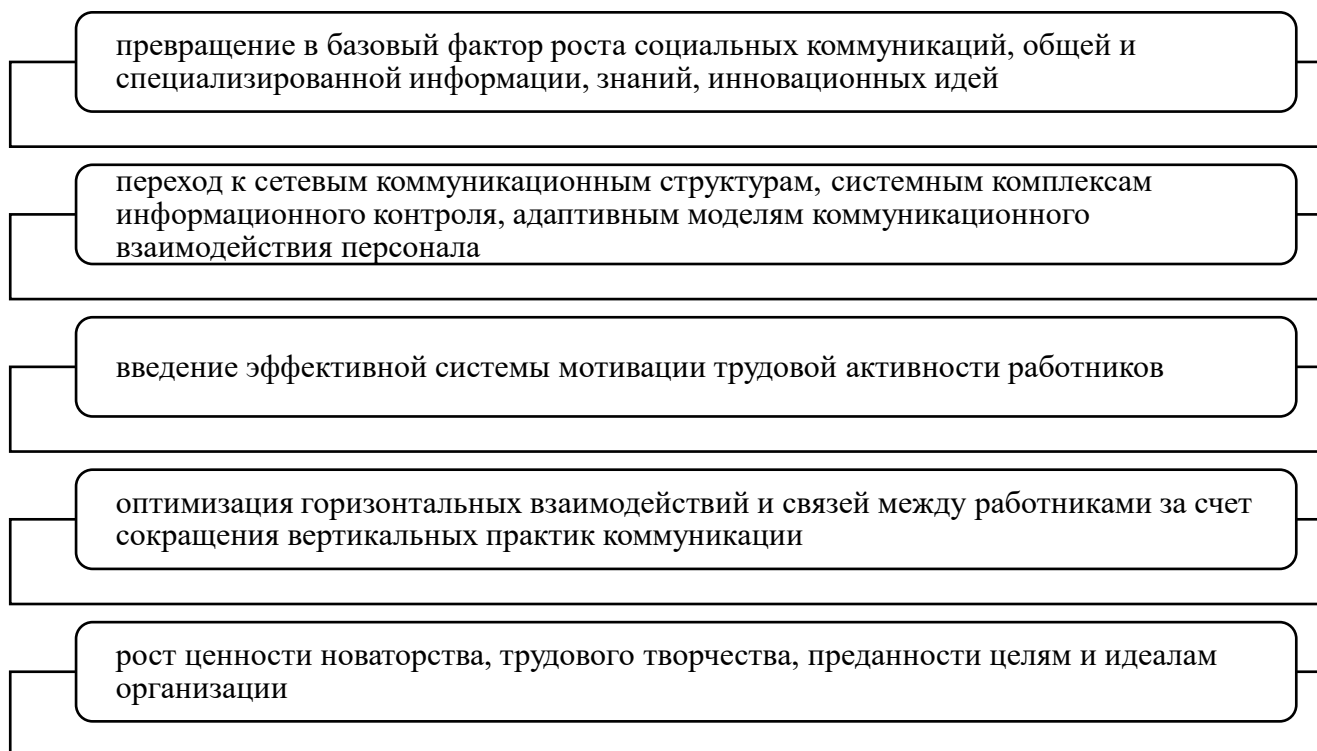 превращение в базовый фактор роста социальных коммуникаций, общей и
специализированной информации, знаний, инновационных идей
переход к сетевым коммуникационным структурам, системным комплексам
информационного контроля, адаптивным моделям коммуникационного
взаимодействия персонала
введение эффективной системы мотивации трудовой активности работников
оптимизация горизонтальных взаимодействий и связей между работниками за счет
сокращения вертикальных практик коммуникации
рост ценности новаторства, трудового творчества, преданности целям и идеалам
организации